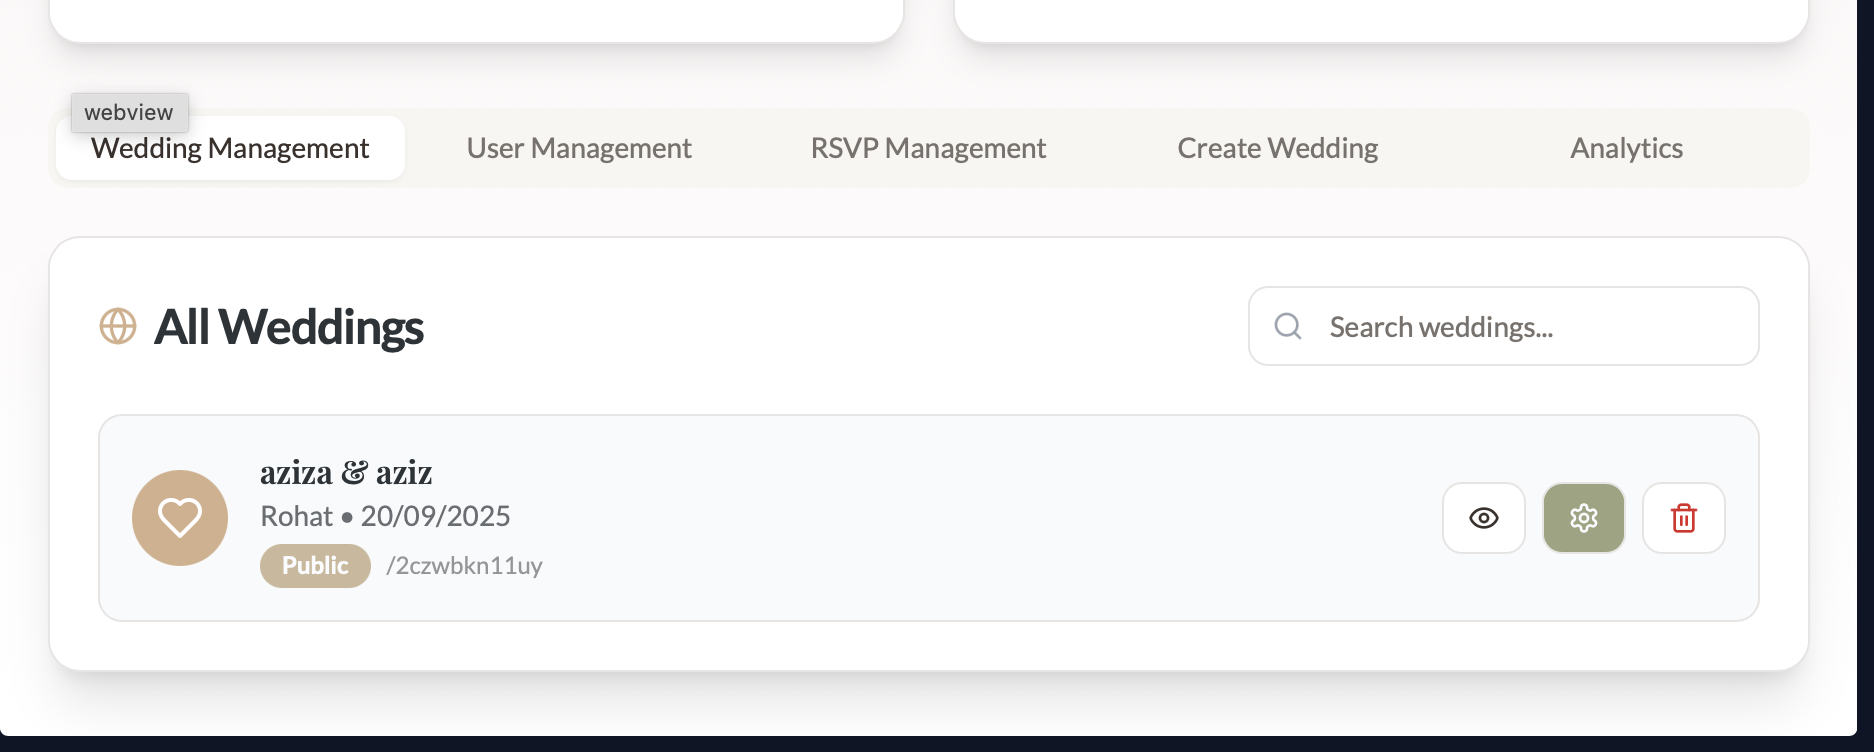 webview
Wedding Management
User Management
RSVP Management
Create Wedding
Analytics
All Weddings
Search weddings...
aziza & aziz
Rohat • 20/09/2025
Public
/2czwbkn11uy